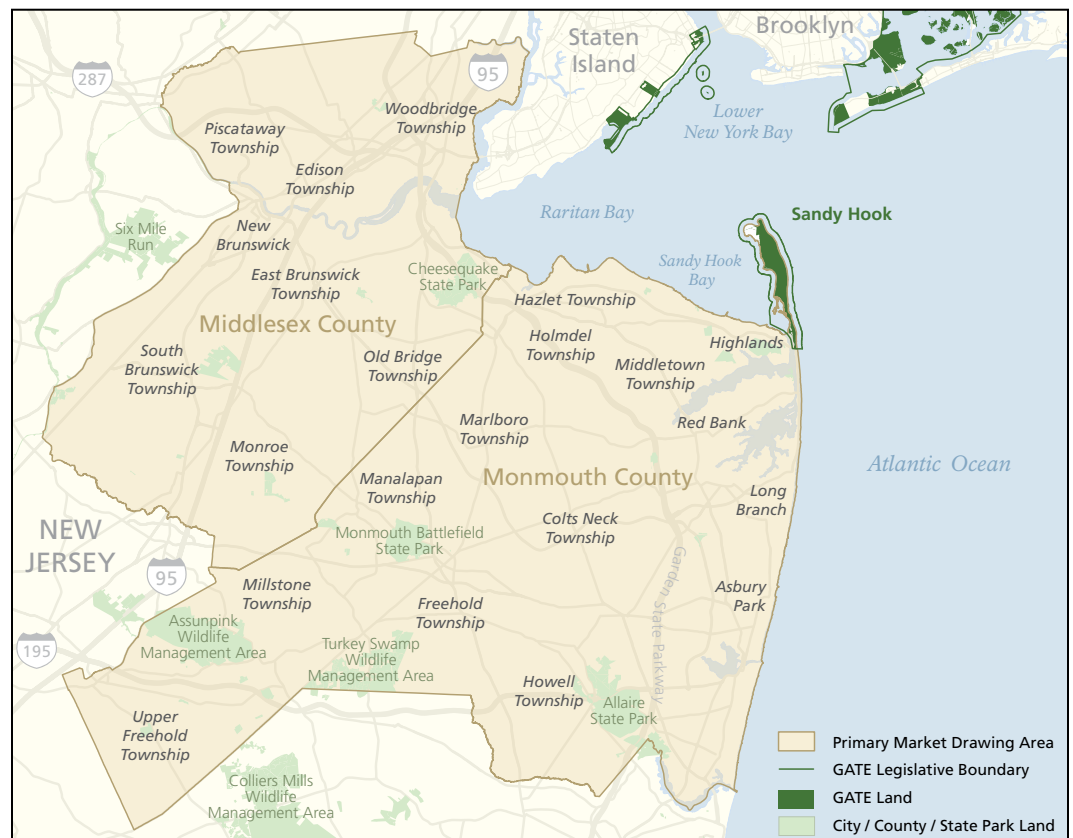 Brooklyn
Staten
Island
95
287
Woodbridge
Township
Lower
New York Bay
Piscataway
Township
Edison
Township
Raritan Bay
Sandy Hook
Six Mile
Run
New
Brunswick
Sandy Hook
Bay
East Brunswick
Township
Cheesequake
State Park
Hazlet Township
Middlesex County
Holmdel
Township
Highlands
South
Brunswick
Township
Old Bridge
Township
Middletown
Township
Marlboro
Township
Red Bank
Monroe
Township
Atlantic Ocean
Manalapan
Township
Monmouth County
Long
Branch
NEW
JERSEY
Monmouth Battlefield
State Park
Colts Neck
Township
95
Garden State Parkway
Millstone
Township
Asbury
Park
Freehold
Township
Assunpink
Wildlife
Management Area
195
Turkey Swamp
Wildlife
Management Area
Howell
Township
Allaire
State Park
Upper
Freehold
Township
Colliers Mills
Wildlife
Management Area
Primary Market Drawing Area
GATE Legislative Boundary
GATE Land
City / County / State Park Land